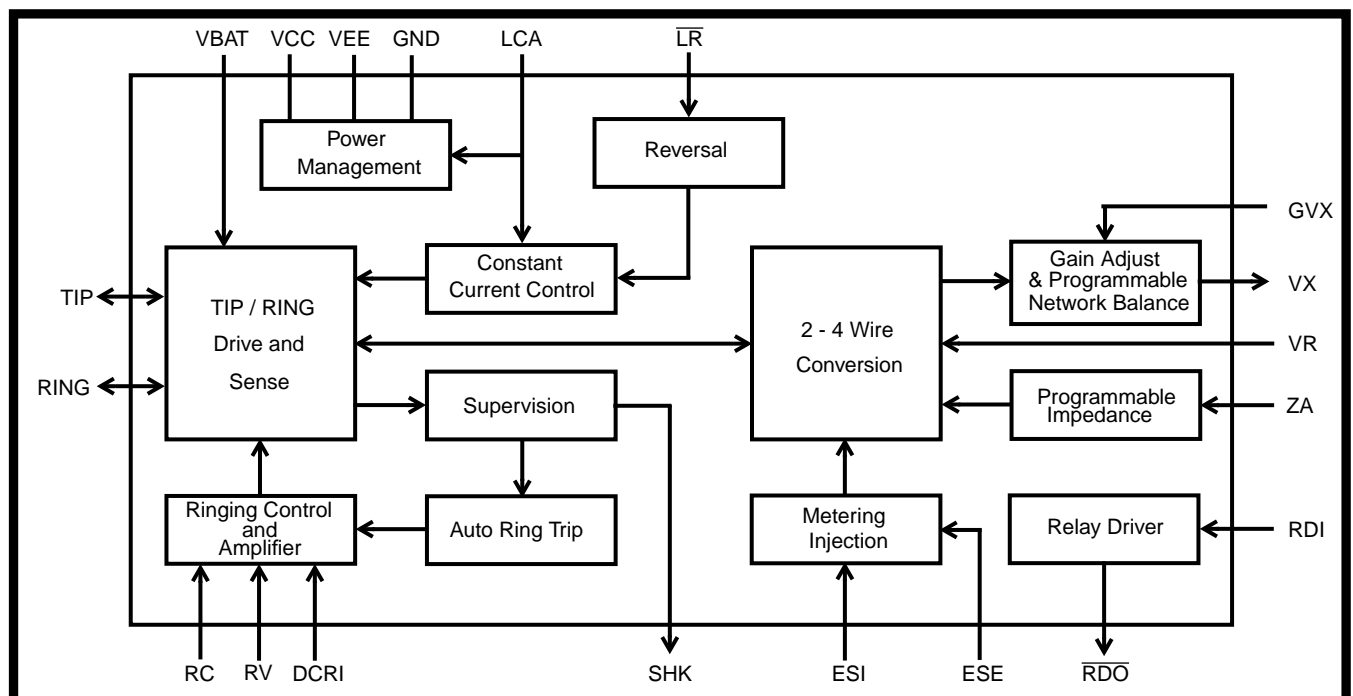 VBAT VCC VEE GND LCA L̅R̅
Power
Management
Reversal
GVX
Constant
Current Control
Gain Adjust
& Programmable
Network Balance
VX
TIP
TIP / RING
Drive and
Sense
2 - 4 Wire
Conversion
VR
RING
Supervision
Programmable
Impedance
ZA
Ringing Control
and
Amplifier
Auto Ring Trip
Metering
Injection
Relay Driver
RDI
RC RV DCRI SHK ESI ESE R̅D̅O̅